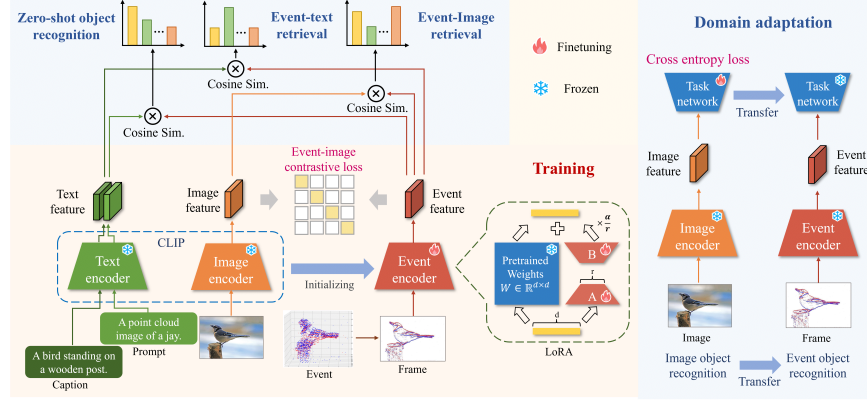 Zero-shot object
recognition
...
Event-text
retrieval
...
Event-Image
retrieval
...
Cosine Sim.
Cosine Sim.
Cosine Sim.
Finetuning
Frozen
Event-image
contrastive loss
Training
Text
feature
Image
feature
Event
feature
CLIP
Text
encoder
Image
encoder
Initializing
Event
encoder
A point cloud
image of a jay.
Prompt
A bird standing on
a wooden post.
Caption
Event
Frame
× α/r
Pretrained
Weights
W ∈ ℝ^{d×d}
B
r
A
d
LoRA
Domain adaptation
Cross entropy loss
Task
network
Transfer
Task
network
Image
feature
Event
feature
Image
encoder
Event
encoder
Image
Frame
Image object
recognition
Transfer
Event object
recognition